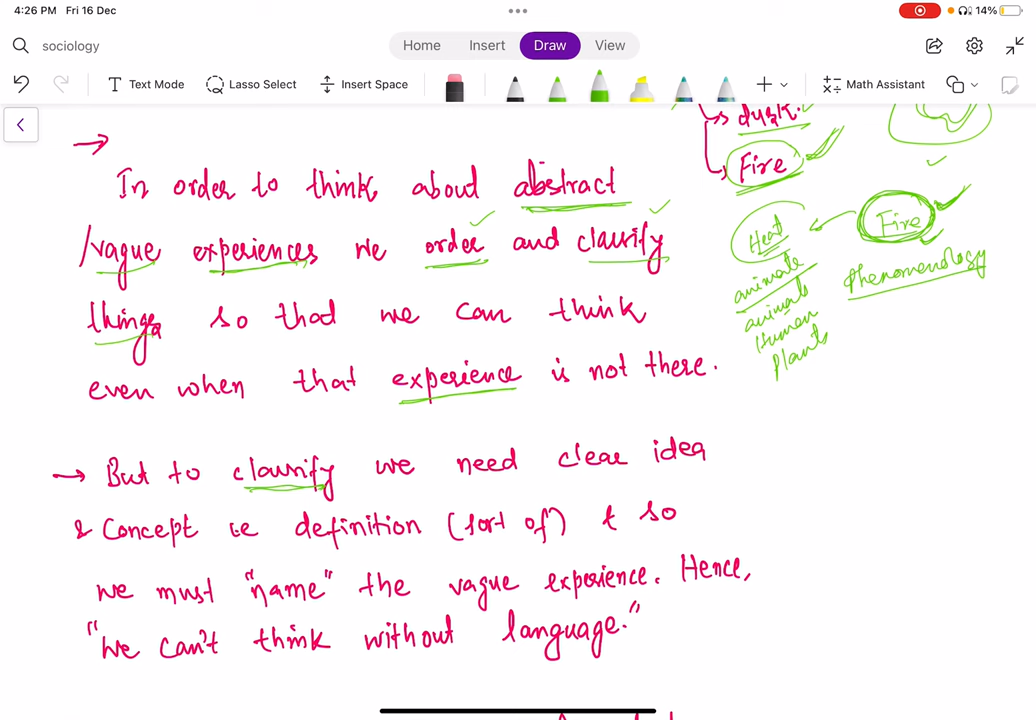 4:26 PM Fri 16 Dec
14%
sociology
Home Insert Draw View
Text Mode Lasso Select Insert Space Math Assistant
→
↳ dusk.
↳ Fire
In order to think about abstract
/vague experiences we order and classify
things so that we can think
even when that experience is not there.
Fire
Heat
phenomenology
animate
animals
Human
Plants
→ But to classify we need clear idea
& Concept ie definition (sort of) & so
we must "name" the vague experience. Hence,
"We can't think without language."